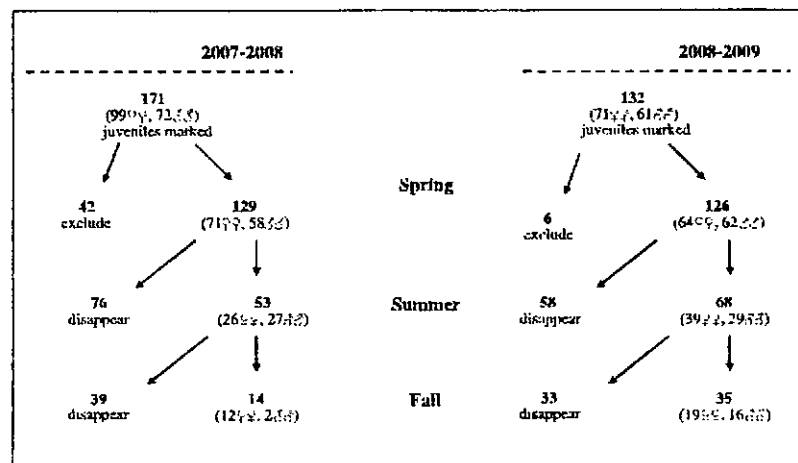 2007-2008
2008-2009
171
(99♀♀, 72♂♂)
juveniles marked
132
(71♀♀, 61♂♂)
juveniles marked
Spring
42
exclude
129
(71♀♀, 58♂♂)
6
exclude
126
(64♀♀, 62♂♂)
Summer
76
disappear
53
(26♀♀, 27♂♂)
58
disappear
68
(39♀♀, 29♂♂)
Fall
39
disappear
14
(12♀♀, 2♂♂)
33
disappear
35
(19♀♀, 16♂♂)